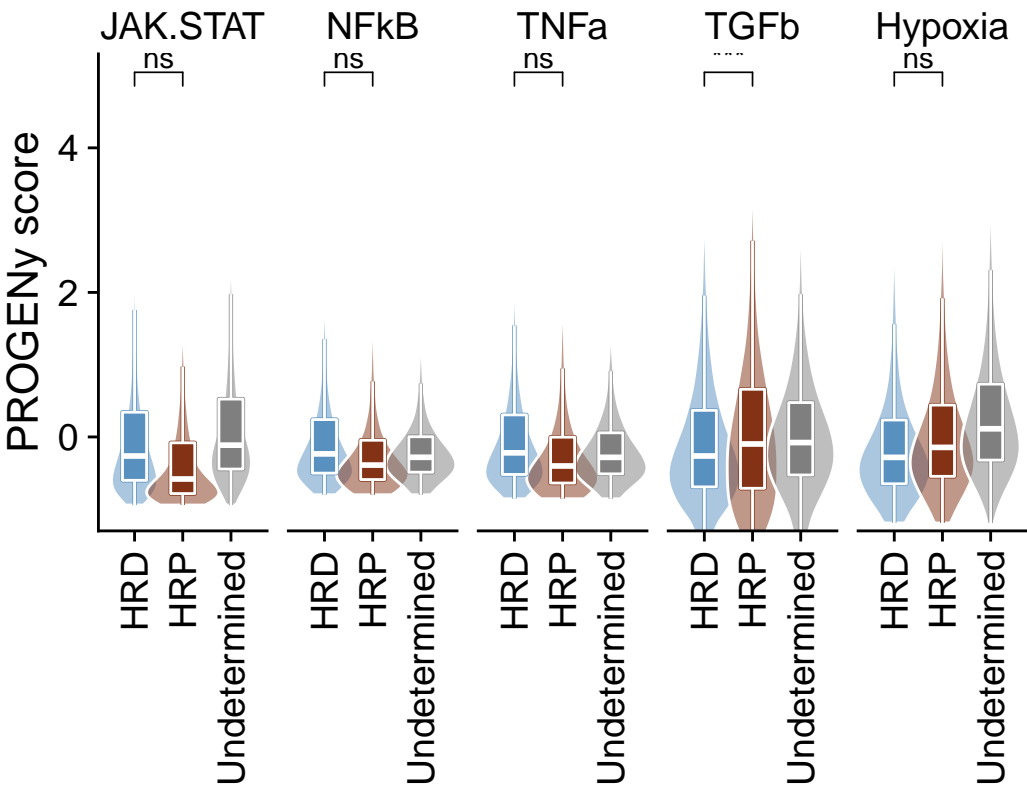 JAK.STAT NFkB TNFa TGFb Hypoxia
ns ns ns *** ns
PROGENy score
4
2
0
HRD HRP Undetermined HRD HRP Undetermined HRD HRP Undetermined HRD HRP Undetermined HRD HRP Undetermined